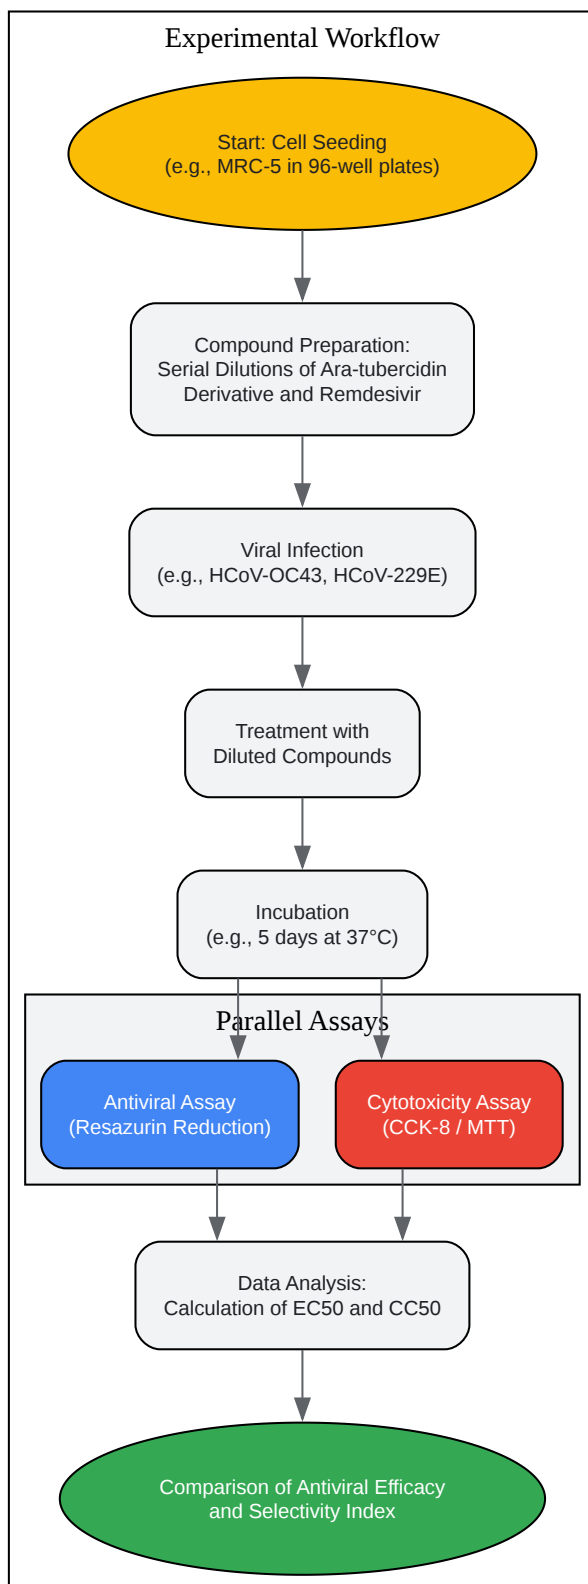 Experimental Workflow
Start: Cell Seeding
(e.g., MRC-5 in 96-well plates)
Compound Preparation:
Serial Dilutions of Ara-tubercidin
Derivative and Remdesivir
Viral Infection
(e.g., HCoV-OC43, HCoV-229E)
Treatment with
Diluted Compounds
Incubation
(e.g., 5 days at 37°C)
Parallel Assays
Antiviral Assay
(Resazurin Reduction)
Cytotoxicity Assay
(CCK-8 / MTT)
Data Analysis:
Calculation of EC50 and CC50
Comparison of Antiviral Efficacy
and Selectivity Index